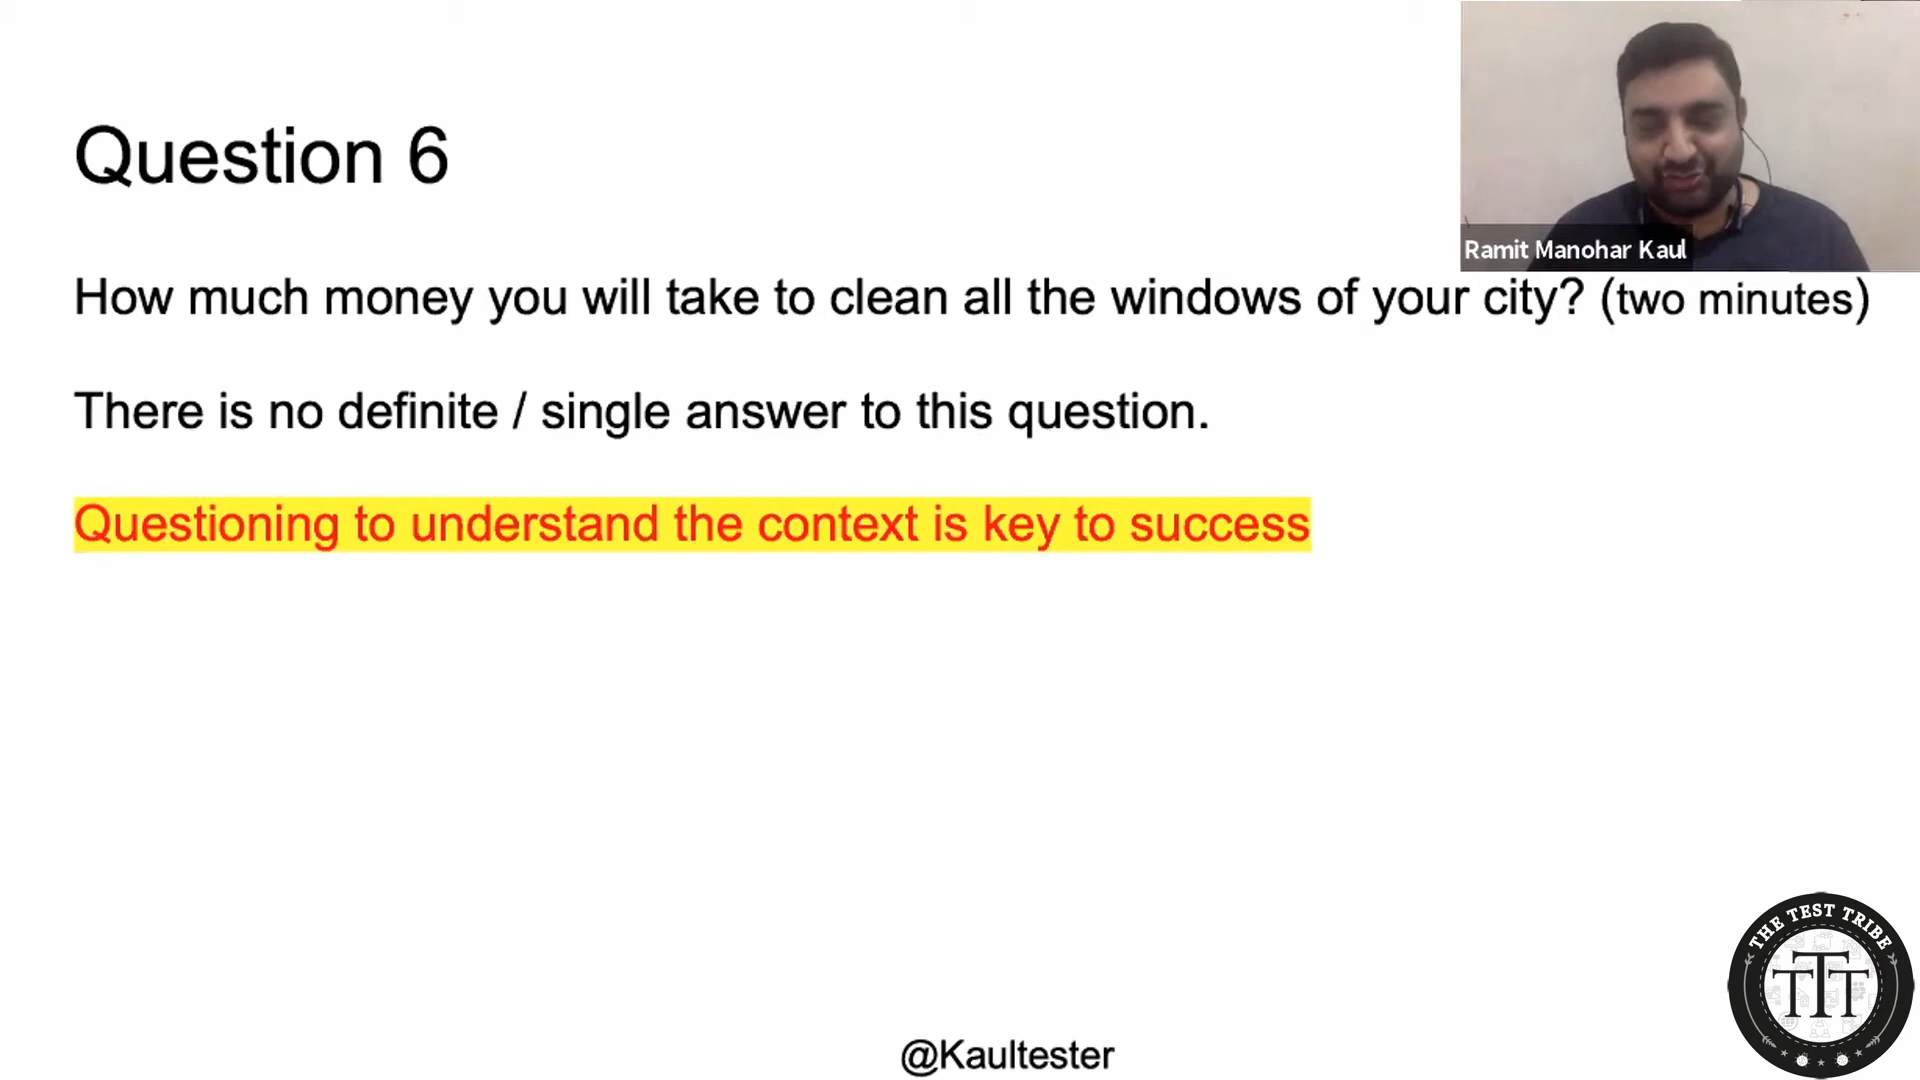 Question 6
Ramit Manohar Kaul
How much money you will take to clean all the windows of your city? (two minutes)
There is no definite / single answer to this question.
Questioning to understand the context is key to success
THE TEST TRIBE
TTT
@Kaultester